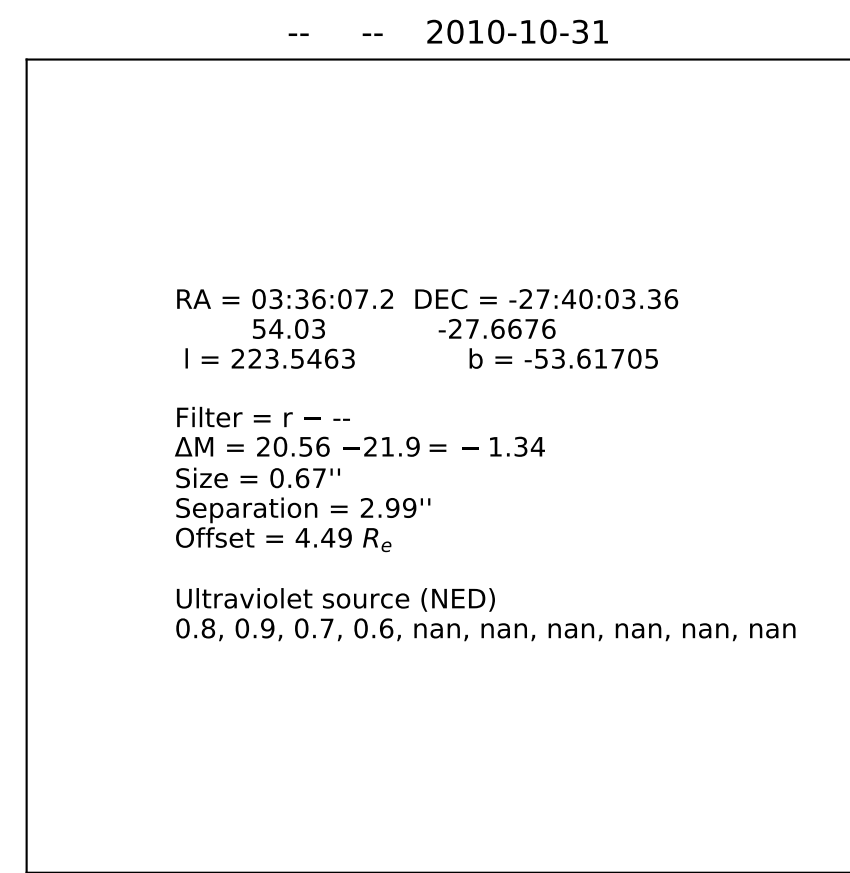 -- -- 2010-10-31
RA = 03:36:07.2 DEC = -27:40:03.36
54.03 -27.6676
l = 223.5463 b = -53.61705
Filter = r − --
ΔM = 20.56 −21.9 = − 1.34
Size = 0.67''
Separation = 2.99''
Offset = 4.49 Rₑ
Ultraviolet source (NED)
0.8, 0.9, 0.7, 0.6, nan, nan, nan, nan, nan, nan